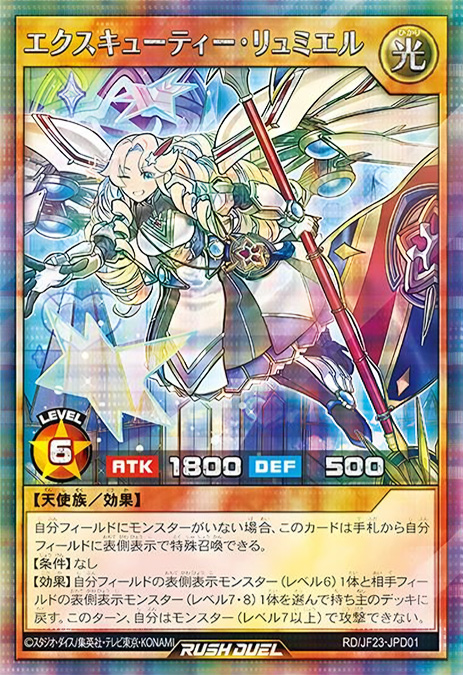 エクスキューティー・リュミエル
ひかり
光
LEVEL
6
ATK 1800 DEF 500
【天使族／効果】
自分フィールドにモンスターがいない場合、このカードは手札から自分
フィールドに表側表示で特殊召喚できる。
【条件】なし
【効果】自分フィールドの表側表示モンスター（レベル6）1体と相手フィー
ルドの表側表示モンスター（レベル7・8）1体を選んで持ち主のデッキに
戻す。このターン、自分はモンスター（レベル7以上）で攻撃できない。
©スタジオ・ダイス/集英社・テレビ東京・KONAMI
RUSH DUEL
RD/JF23-JPD01